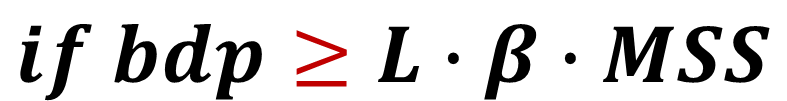 if bdp ≥ L · β · MSS